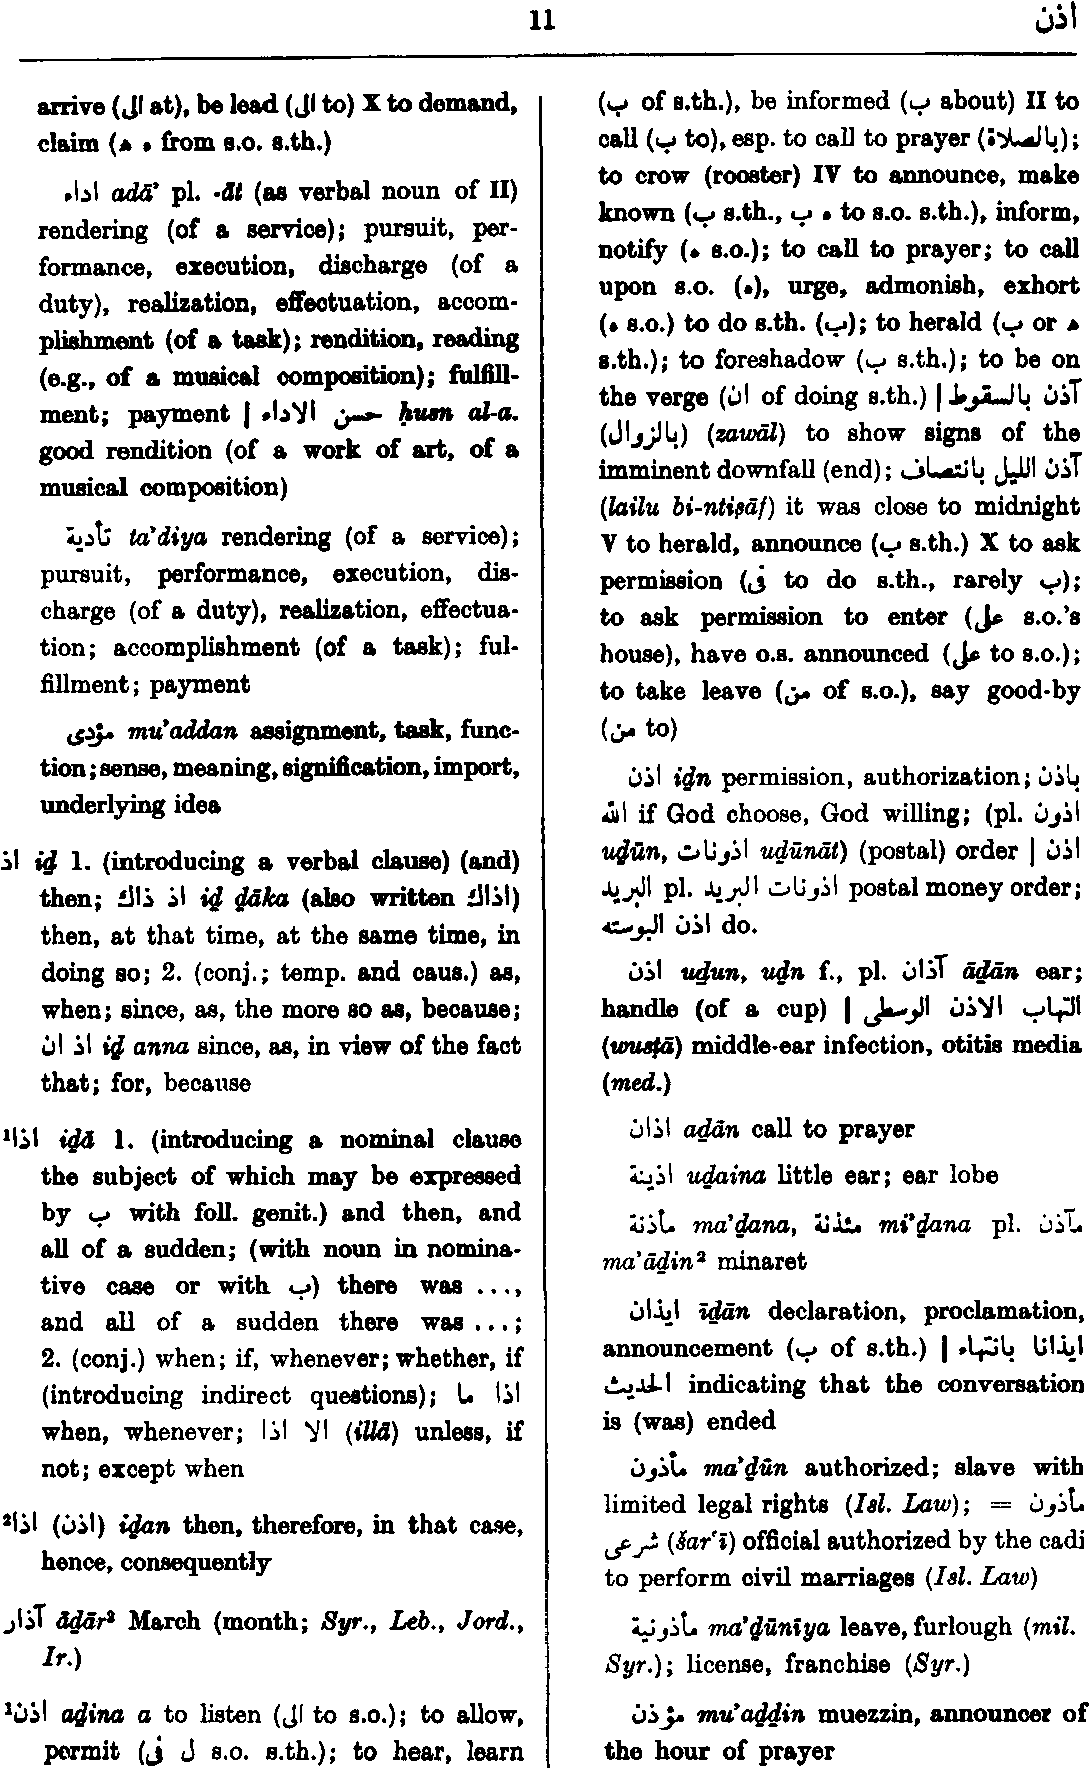 11
اذن
arrive (الى at), be lead (الى to) X to demand,
claim (ه ‍ه from s.o. s.th.)
اداء adā’ pl. -āt (as verbal noun of II)
rendering (of a service); pursuit, per-
formance, execution, discharge (of a
duty), realization, effectuation, accom-
plishment (of a task); rendition, reading
(e.g., of a musical composition); fulfill-
ment; payment | حسن الاداء ḥusn al-a.
good rendition (of a work of art, of a
musical composition)
تأدية ta’diya rendering (of a service);
pursuit, performance, execution, dis-
charge (of a duty), realization, effectua-
tion; accomplishment (of a task); ful-
fillment; payment
مؤدى mu’addan assignment, task, func-
tion; sense, meaning, signification, import,
underlying idea
اذ iḏ 1. (introducing a verbal clause) (and)
then; اذ ذاك iḏ ḏāka (also written اذاك)
then, at that time, at the same time, in
doing so; 2. (conj.; temp. and caus.) as,
when; since, as, the more so as, because;
اذ ان iḏ anna since, as, in view of the fact
that; for, because
¹اذا iḏā 1. (introducing a nominal clause
the subject of which may be expressed
by ب with foll. genit.) and then, and
all of a sudden; (with noun in nomina-
tive case or with ب) there was ...,
and all of a sudden there was ...;
2. (conj.) when; if, whenever; whether, if
(introducing indirect questions); اذا ما
when, whenever; الا اذا (illā) unless, if
not; except when
²اذا (اذن) iḏan then, therefore, in that case,
hence, consequently
آذار āḏār² March (month; Syr., Leb., Jord.,
Ir.)
¹اذن aḏina a to listen (الى to s.o.); to allow,
permit (ل فى s.o. s.th.); to hear, learn
(ب of s.th.), be informed (ب about) II to
call (ب to), esp. to call to prayer (بالصلاة);
to crow (rooster) IV to announce, make
known (ب s.th., ه ب to s.o. s.th.), inform,
notify (ه s.o.); to call to prayer; to call
upon s.o. (ه), urge, admonish, exhort
(ه s.o.) to do s.th. (ب); to herald (ب or ه
s.th.); to foreshadow (ب s.th.); to be on
the verge (ان of doing s.th.) | آذن بالسقوط
(بالزوال) (zawāl) to show signs of the
imminent downfall (end); آذن الليل بانتصاف
(lailu bi-ntiṣāf) it was close to midnight
V to herald, announce (ب s.th.) X to ask
permission (فى to do s.th., rarely ب);
to ask permission to enter (على s.o.'s
house), have o.s. announced (على to s.o.);
to take leave (من of s.o.), say good-by
(من to)
اذن iḏn permission, authorization; باذن
الله if God choose, God willing; (pl. اذون
uḏūn, اذونات uḏūnāt) (postal) order | اذن
البريد pl. اذونات البريد postal money order;
اذن البوسته do.
اذن uḏun, uḏn f., pl. آذان āḏān ear;
handle (of a cup) | التهاب الاذن الوسطى
(wusṭā) middle-ear infection, otitis media
(med.)
اذان aḏān call to prayer
اذينة uḏaina little ear; ear lobe
مأذنة ma’ḏana, مئذنة mi’ḏana pl. مآذن
ma’āḏin² minaret
ايذان īḏān declaration, proclamation,
announcement (ب of s.th.) | ايذانا بانتهاء
الحديث indicating that the conversation
is (was) ended
مأذون ma’ḏūn authorized; slave with
limited legal rights (Isl. Law); = مأذون
شرعى (šar‘ī) official authorized by the cadi
to perform civil marriages (Isl. Law)
مأذونية ma’ḏūnīya leave, furlough (mil.
Syr.); license, franchise (Syr.)
مؤذن mu’aḏḏin muezzin, announcer of
the hour of prayer